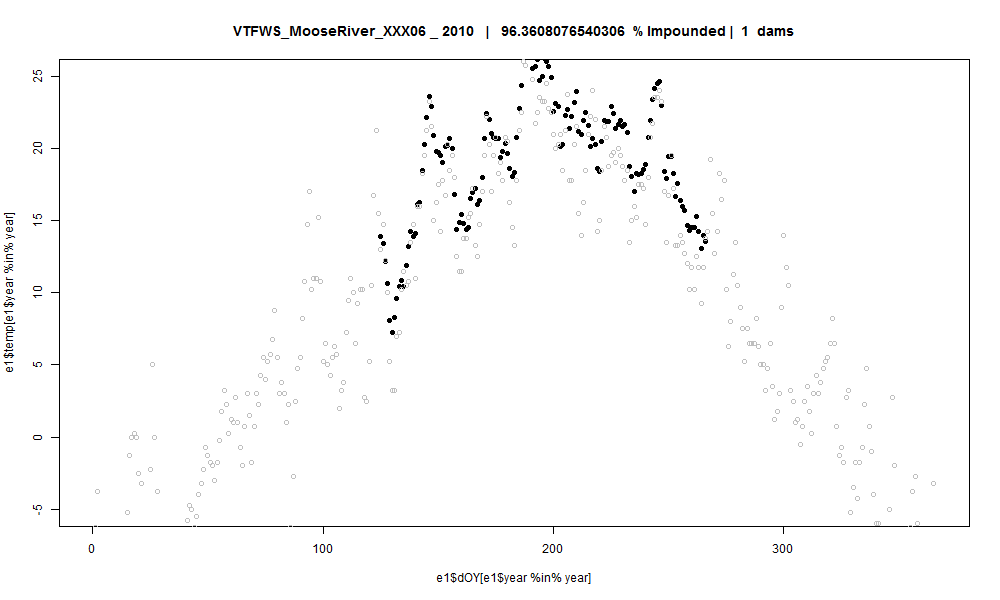 VTFWS_MooseRiver_XXX06 _ 2010 | 96.3608076540306 % Impounded | 1 dams
25
20
15
10
5
0
-5
e1$temp[e1$year %in% year]
0 100 200 300
e1$dOY[e1$year %in% year]